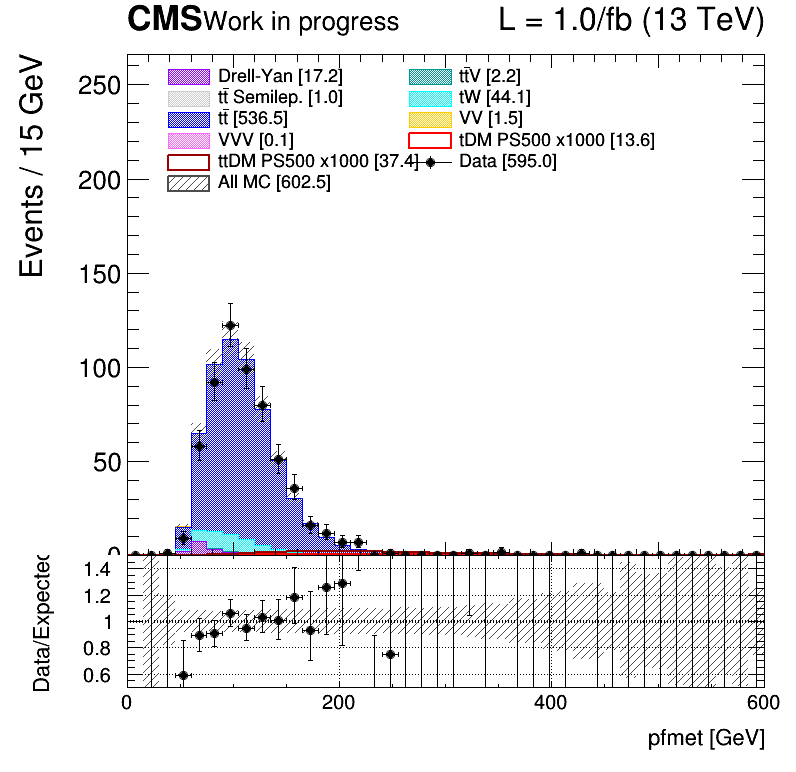 CMS Work in progress L = 1.0/fb (13 TeV)
Events / 15 GeV
250
200
150
100
50
0
Drell-Yan [17.2] tt̄V [2.2]
tt̄ Semilep. [1.0] tW [44.1]
tt̄ [536.5] VV [1.5]
VVV [0.1] tDM PS500 x1000 [13.6]
ttDM PS500 x1000 [37.4] Data [595.0]
All MC [602.5]
Data/Expected
1.4
1.2
1
0.8
0.6
0 200 400 600
pfmet [GeV]